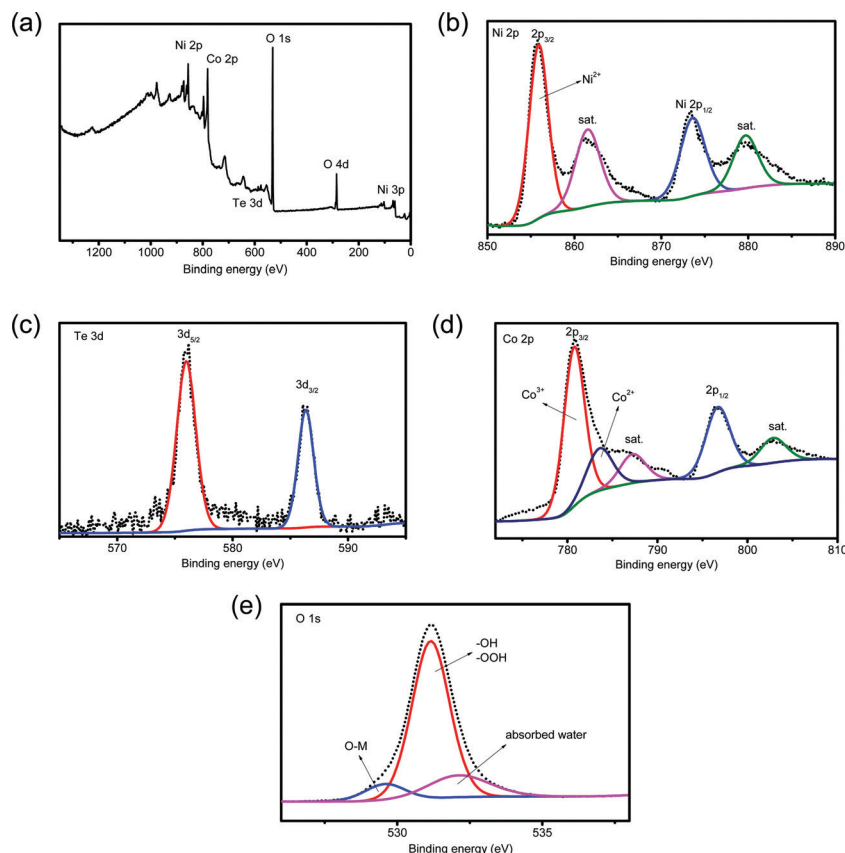 (a)
O 1s
Ni 2p
Co 2p
O 4d
Te 3d
Ni 3p
1200 1000 800 600 400 200 0
Binding energy (eV)
(b)
Ni 2p 2p3/2
Ni2+
sat.
Ni 2p1/2
sat.
850 860 870 880 890
Binding energy (eV)
(c)
Te 3d
3d5/2
3d3/2
570 580 590
Binding energy (eV)
(d)
Co 2p 2p3/2
Co3+
Co2+
sat.
2p1/2
sat.
780 790 800 810
Binding energy (eV)
(e)
O 1s
-OH
-OOH
O-M
absorbed water
530 535
Binding energy (eV)